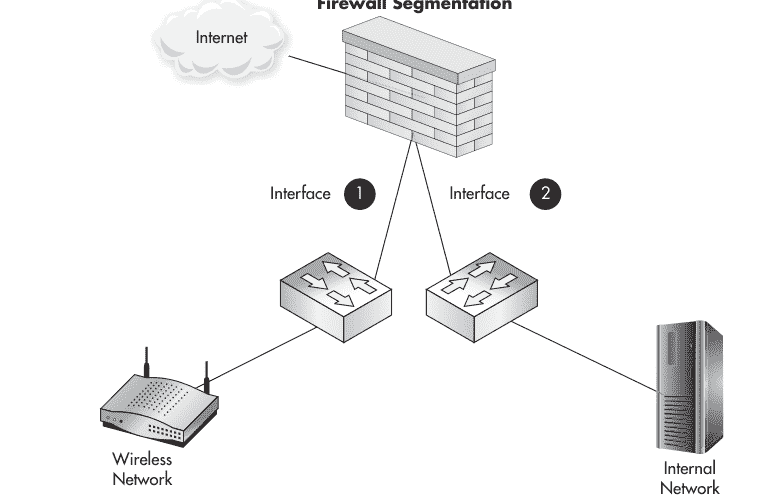 Firewall Segmentation
Internet
Interface 1
Interface 2
Wireless
Network
Internal
Network